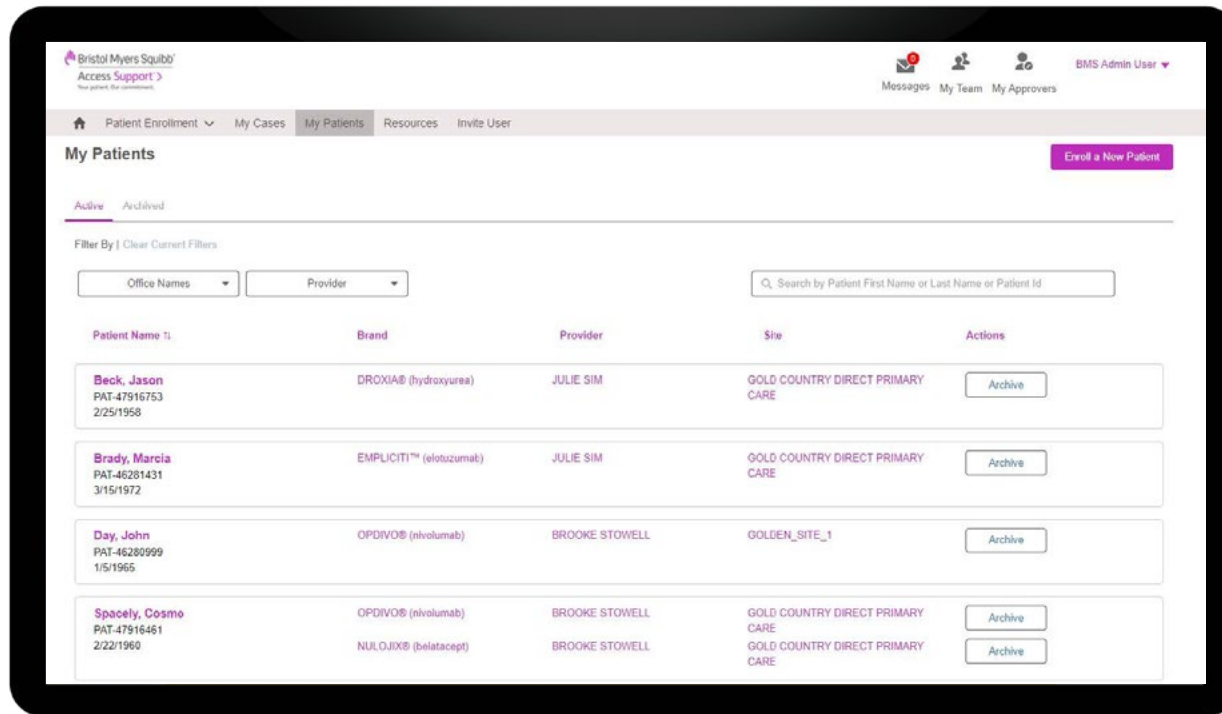 Bristol Myers Squibb™
Access Support >
Your patient. Our commitment.
0
Messages My Team My Approvers
BMS Admin User
Patient Enrollment My Cases My Patients Resources Invite User
My Patients
Enroll a New Patient
Active Archived
Filter By | Clear Current Filters
Office Names Provider
Search by Patient First Name or Last Name or Patient Id
Patient Name Brand Provider Site Actions
Beck, Jason DROXIA® (hydroxyurea) JULIE SIM GOLD COUNTRY DIRECT PRIMARY CARE Archive
PAT-47916753
2/25/1958
Brady, Marcia EMPLICITI™ (elotuzumab) JULIE SIM GOLD COUNTRY DIRECT PRIMARY CARE Archive
PAT-46281431
3/15/1972
Day, John OPDIVO® (nivolumab) BROOKE STOWELL GOLDEN_SITE_1 Archive
PAT-46280999
1/5/1965
Spacely, Cosmo OPDIVO® (nivolumab) BROOKE STOWELL GOLD COUNTRY DIRECT PRIMARY CARE Archive
PAT-47916461
2/22/1960 NULOJIX® (belatacept) BROOKE STOWELL GOLD COUNTRY DIRECT PRIMARY CARE Archive